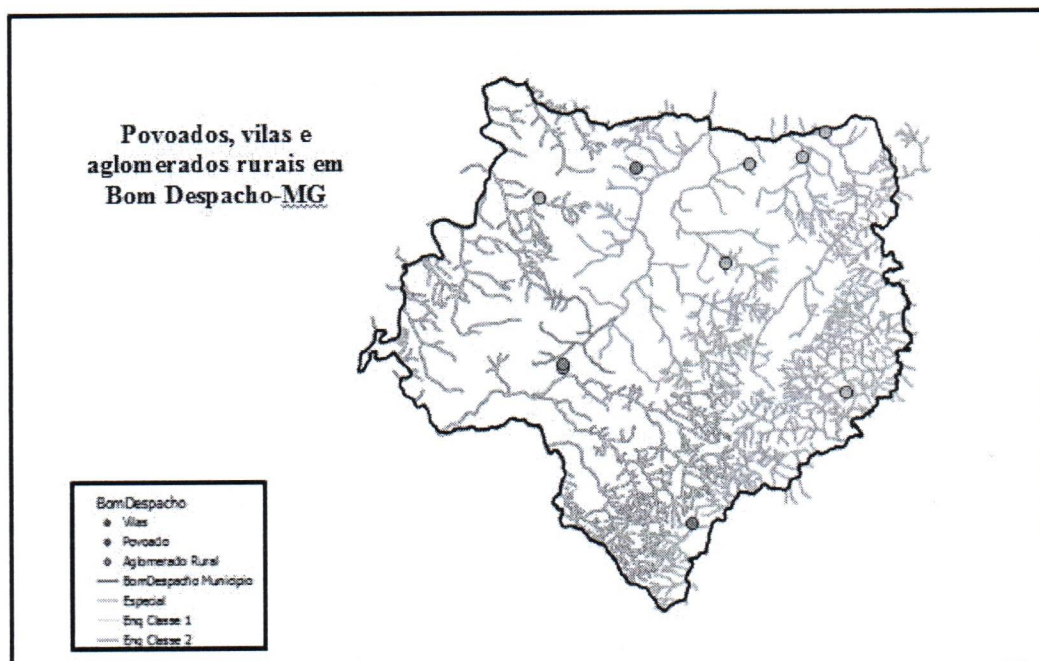 Povoados, vilas e
aglomerados rurais em
Bom Despacho-MG
BomDespacho
Vilas
Povoado
Aglomerado Rural
BomDespacho Município
Especial
Enq Classe 1
Enq Classe 2